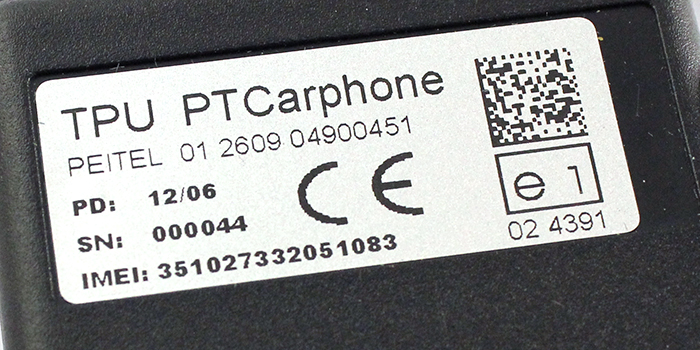 TPU PTCarphone
PEITEL 01 2609 04900451
PD: 12/06
SN: 000044
IMEI: 351027332051083
CE
e 1
02 4391